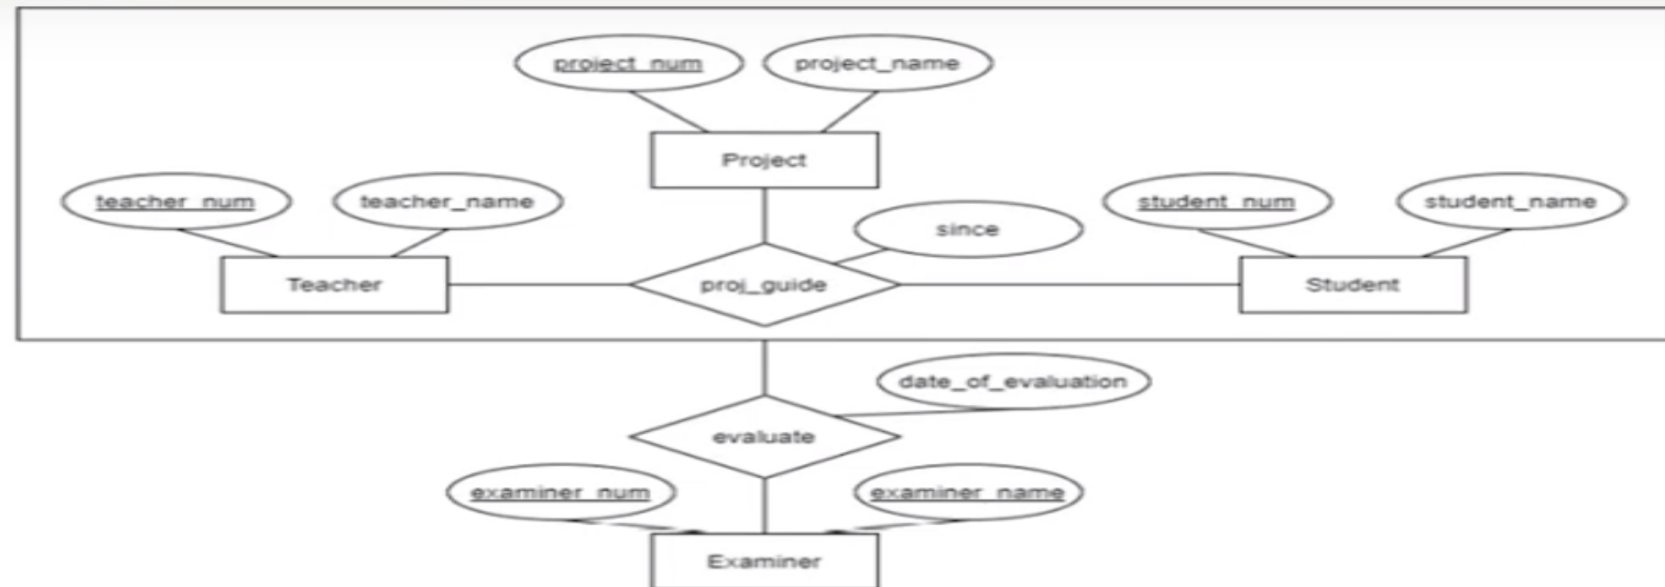 project_num
project_name
Project
teacher_num
teacher_name
since
student_num
student_name
Teacher
proj_guide
Student
date_of_evaluation
evaluate
examiner_num
examiner_name
Examiner